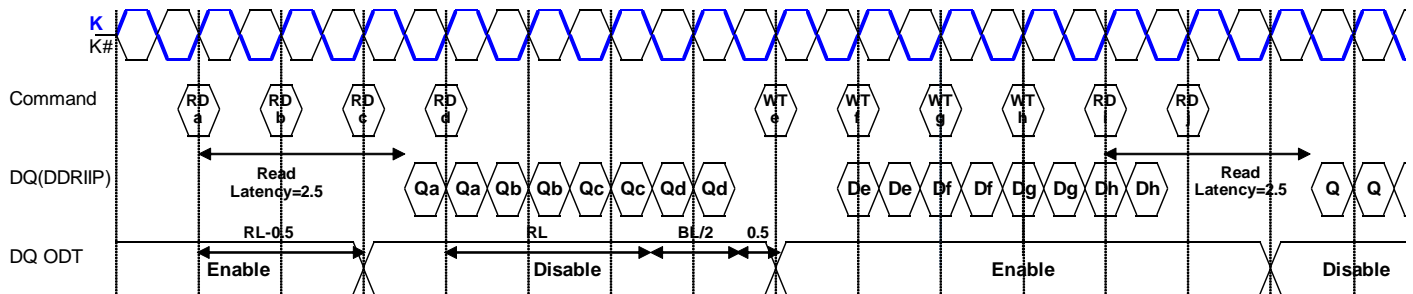 K
K#
Command
RD a RD b RD c RD d WT e WT f WT g WT h RD i RD j
DQ(DDRIIP)
Read
Latency=2.5
Qa Qa Qb Qb Qc Qc Qd Qd De De Df Df Dg Dg Dh Dh
Read
Latency=2.5
Q Q
DQ ODT
RL-0.5 RL BL/2 0.5
Enable Disable Enable Disable